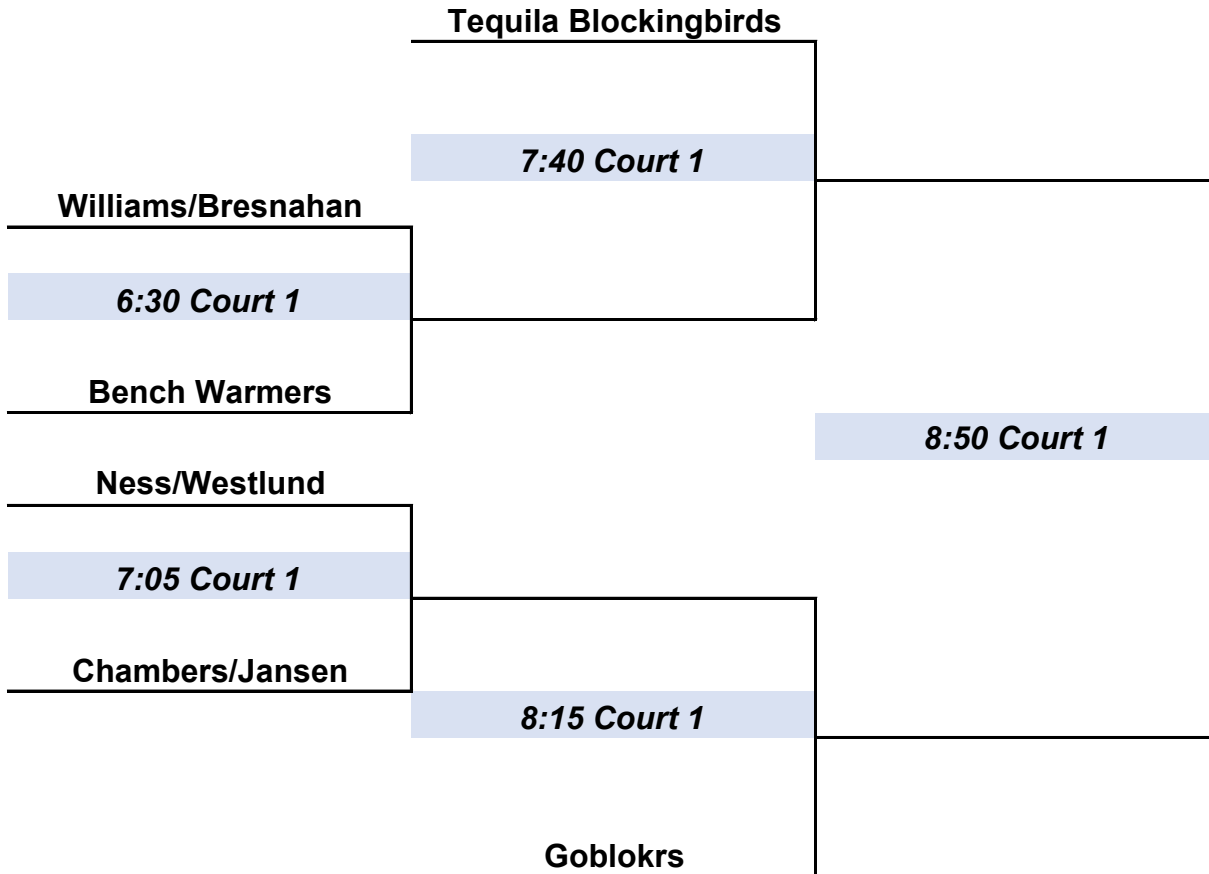 Tequila Blockingbirds
7:40 Court 1
Williams/Bresnahan
6:30 Court 1
Bench Warmers
8:50 Court 1
Ness/Westlund
7:05 Court 1
Chambers/Jansen
8:15 Court 1
Goblokrs